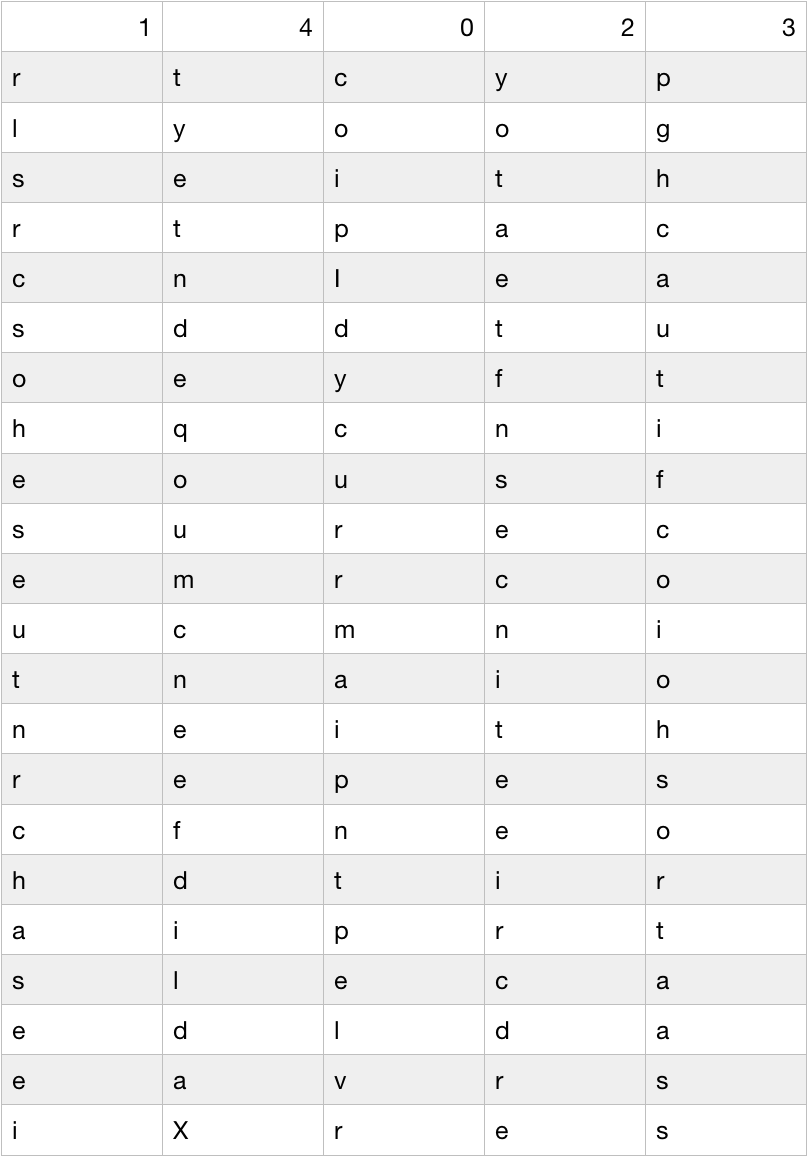 1 4 0 2 3
r t c y p
l y o o g
s e i t h
r t p a c
c n l e a
s d d t u
o e y f t
h q c n i
e o u s f
s u r e c
e m r c o
u c m n i
t n a i o
n e i t h
r e p e s
c f n e o
h d t i r
a i p r t
s l e c a
e d l d a
e a v r s
i X r e s